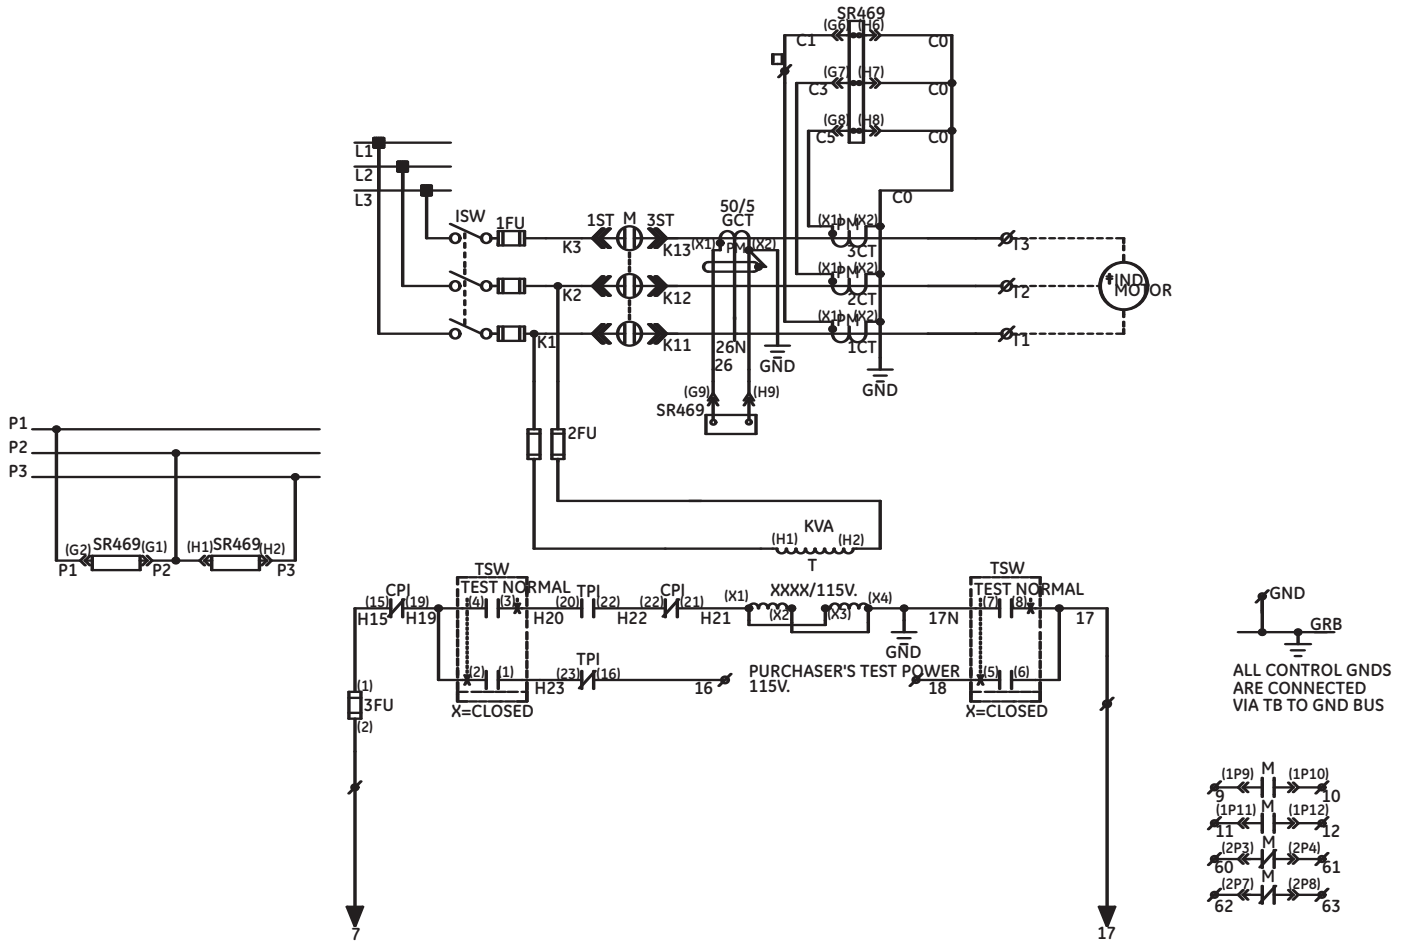 SR469
(G6) (H6)
C1 C0
(G7) (H7)
C3 C0
(G8) (H8)
C5 C0
L1
L2
L3
C0
50/5
GCT
ISW 1FU 1ST M 3ST
(X1) PM (X2)
(X1) PM (X2)
K3 K13 3CT T3
(X1) PM (X2)
K2 K12 2CT T2
*IND
MOTOR
(X1) PM (X2)
K1 K11 26N 1CT T1
26 GND
GND
(G9) (H9)
SR469
2FU
P1
P2
P3
(G2) SR469 (G1) (H1) SR469 (H2)
P1 P2 P3
KVA
(H1) (H2)
T
TSW TSW
CPI TEST NORMAL TPI CPI XXXX/115V. TEST NORMAL
(15) (19) (4) (3) (20) (22) (22) (21) (X1) (X2) (X3) (X4) (7) (8)
H15 H19 H20 H22 H21 17N 17
GND
TPI
(2) (1) (23) (16) (5) (6)
H23 16 18
PURCHASER'S TEST POWER
115V.
X=CLOSED X=CLOSED
(1)
3FU
(2)
7 17
GND
GRB
ALL CONTROL GNDS
ARE CONNECTED
VIA TB TO GND BUS
(1P9) M (1P10)
9 10
(1P11) M (1P12)
11 12
(2P3) M (2P4)
60 61
(2P7) M (2P8)
62 63